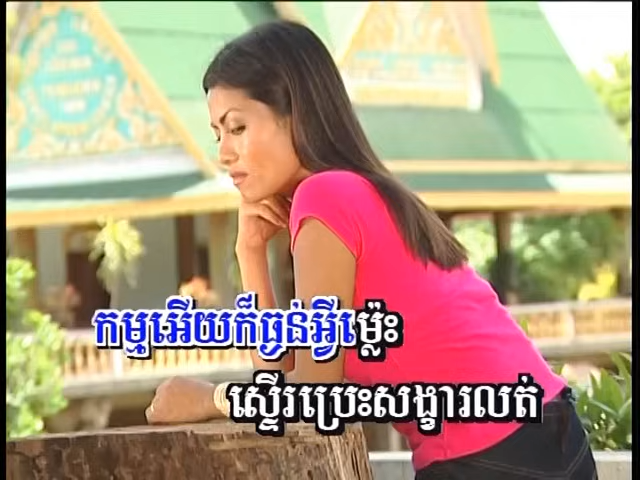 កម្មអើយក៏ធ្ងន់អ្វីម្ល៉េះ
ស្ទើរប្រេះសង្ខារលត់